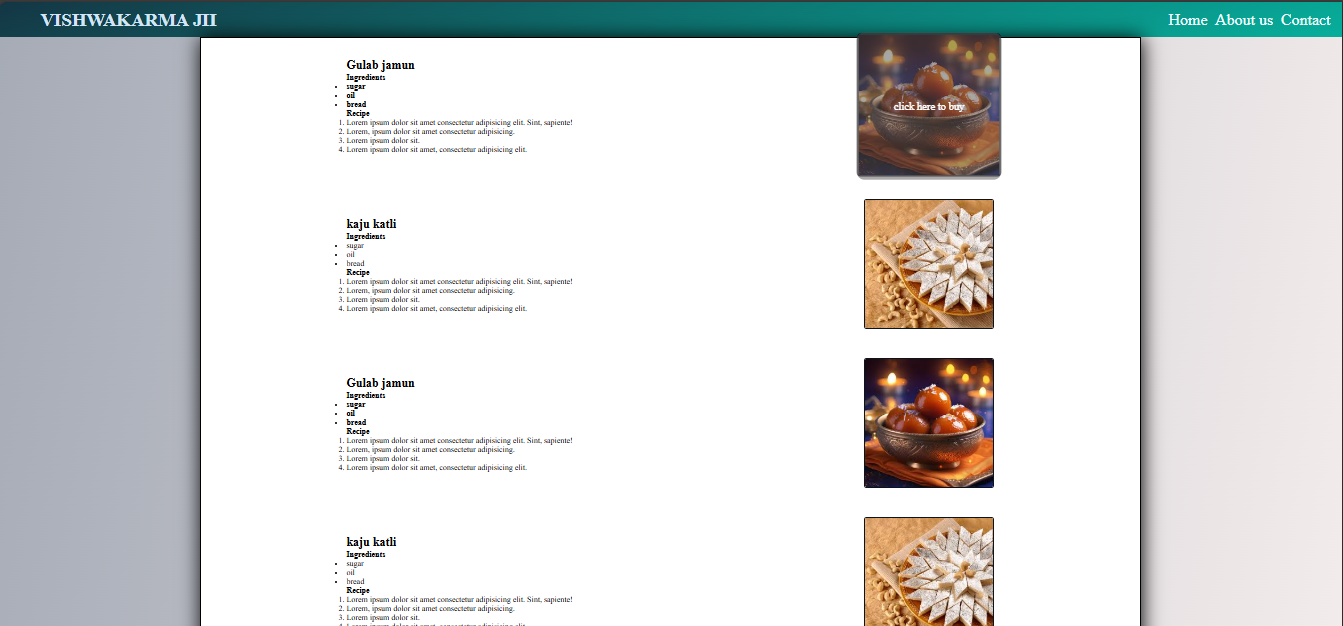 VISHWAKARMA JII
Home About us Contact
Gulab jamun
Ingredients
sugar
oil
bread
Recipe
1. Lorem ipsum dolor sit amet consectetur adipisicing elit. Sint, sapiente!
2. Lorem, ipsum dolor sit amet consectetur adipisicing.
3. Lorem ipsum dolor sit.
4. Lorem ipsum dolor sit amet, consectetur adipisicing elit.
click here to buy
kaju katli
Ingredients
sugar
oil
bread
Recipe
1. Lorem ipsum dolor sit amet consectetur adipisicing elit. Sint, sapiente!
2. Lorem, ipsum dolor sit amet consectetur adipisicing.
3. Lorem ipsum dolor sit.
4. Lorem ipsum dolor sit amet, consectetur adipisicing elit.
Gulab jamun
Ingredients
sugar
oil
bread
Recipe
1. Lorem ipsum dolor sit amet consectetur adipisicing elit. Sint, sapiente!
2. Lorem, ipsum dolor sit amet consectetur adipisicing.
3. Lorem ipsum dolor sit.
4. Lorem ipsum dolor sit amet, consectetur adipisicing elit.
kaju katli
Ingredients
sugar
oil
bread
Recipe
1. Lorem ipsum dolor sit amet consectetur adipisicing elit. Sint, sapiente!
2. Lorem, ipsum dolor sit amet consectetur adipisicing.
3. Lorem ipsum dolor sit.